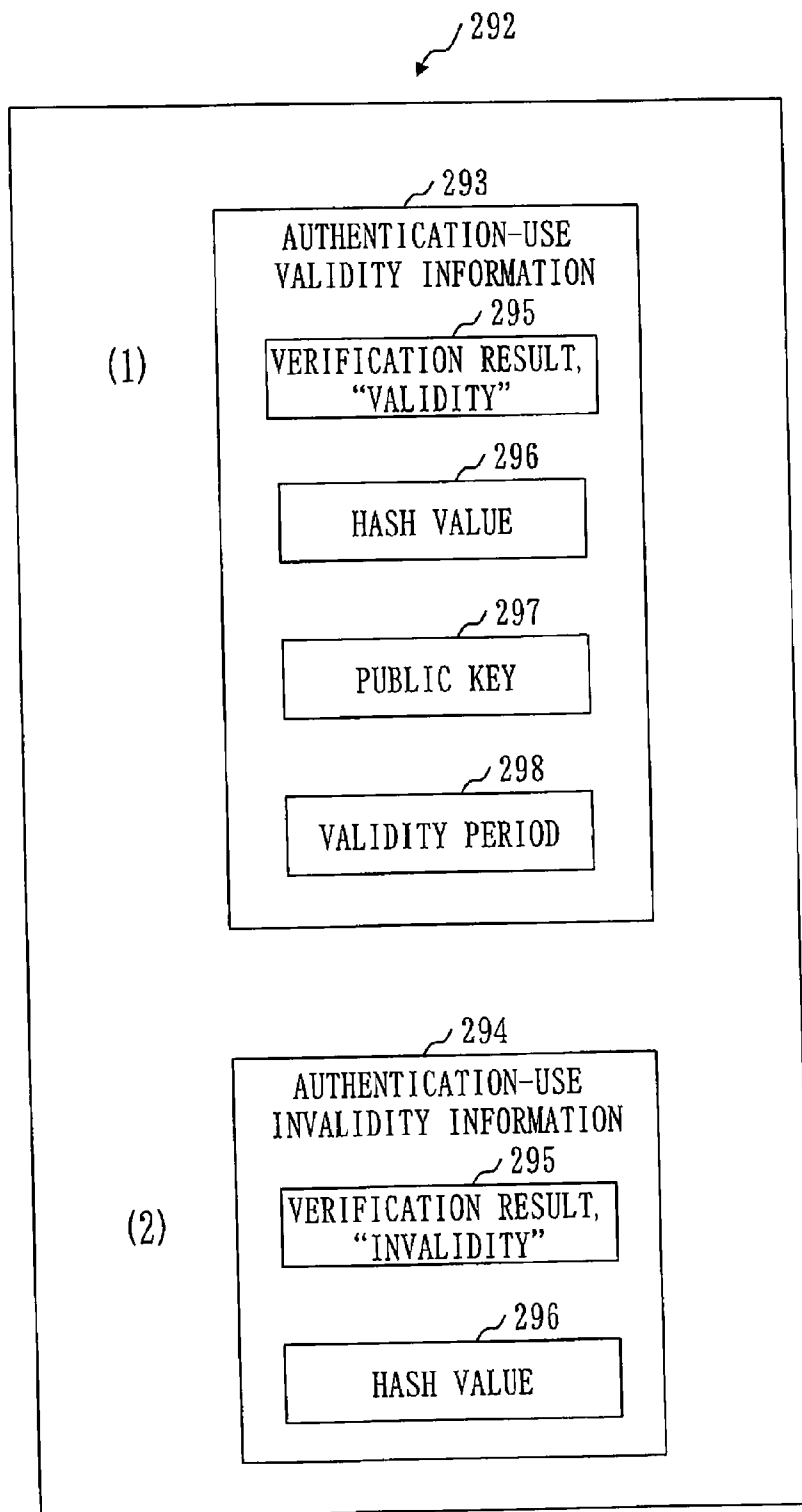 292
293
AUTHENTICATION-USE
VALIDITY INFORMATION
295
(1)
VERIFICATION RESULT,
“VALIDITY”
296
HASH VALUE
297
PUBLIC KEY
298
VALIDITY PERIOD
294
AUTHENTICATION-USE
INVALIDITY INFORMATION
295
(2)
VERIFICATION RESULT,
“INVALIDITY”
296
HASH VALUE